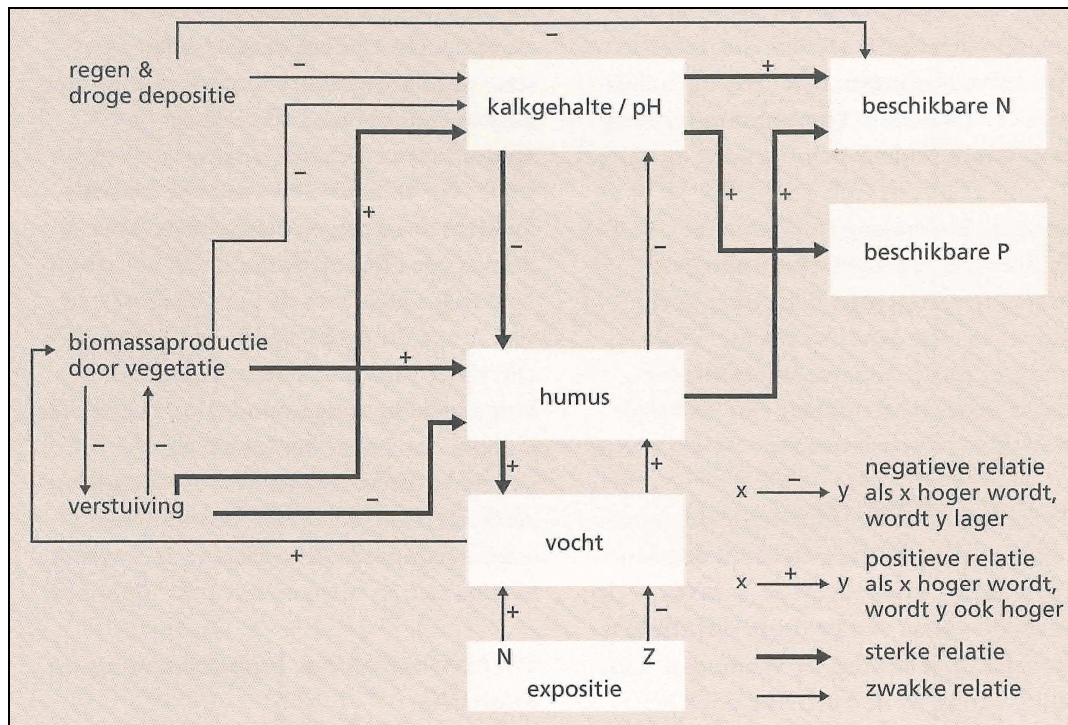 −
regen &
droge depositie
−
kalkgehalte / pH
+
beschikbare N
−
+
−
−
+
+
beschikbare P
biomassaproductie
door vegetatie
+
humus
−
−
+
+
verstuiving
−
+
vocht
+
−
N
Z
expositie
x − y
negatieve relatie
als x hoger wordt,
wordt y lager
x + y
positieve relatie
als x hoger wordt,
wordt y ook hoger
sterke relatie
zwakke relatie